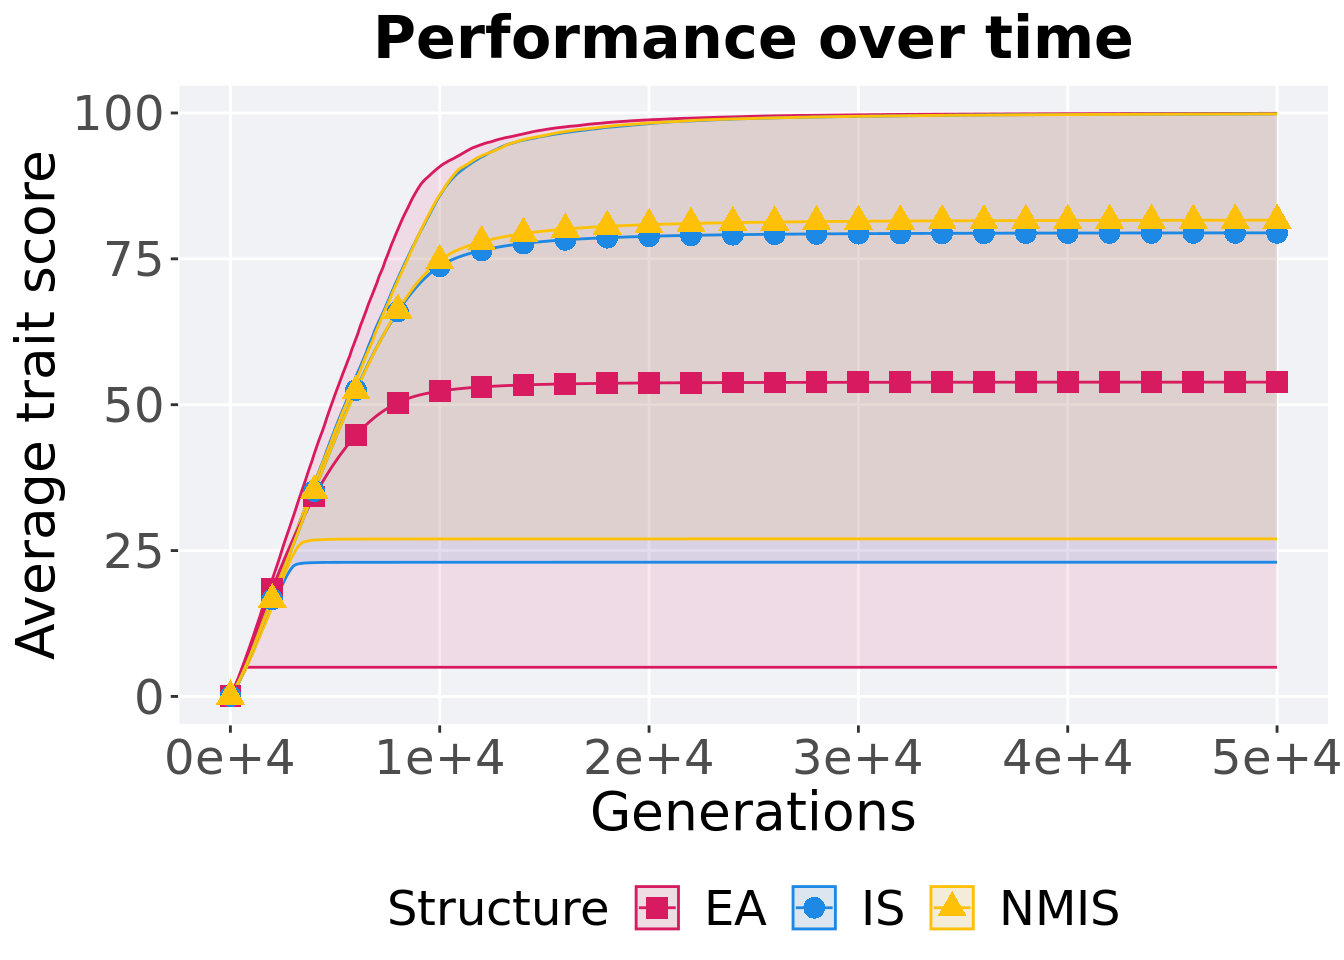 Performance over time
Average trait score
100
75
50
25
0
0e+4 1e+4 2e+4 3e+4 4e+4 5e+4
Generations
Structure EA IS NMIS